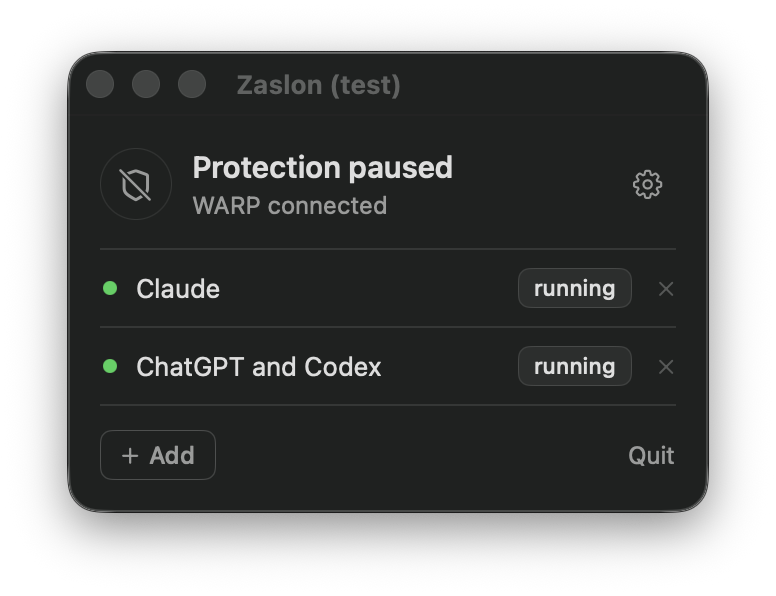 Zaslon (test)
Protection paused
WARP connected
Claude running
ChatGPT and Codex running
+ Add Quit